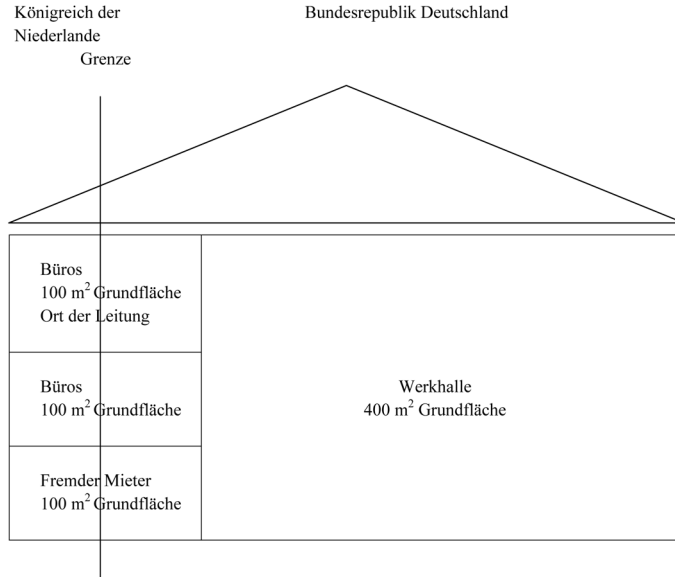 Königreich der
Niederlande
Bundesrepublik Deutschland
Grenze
Büros
100 m² Grundfläche
Ort der Leitung
Büros
100 m² Grundfläche
Werkhalle
400 m² Grundfläche
Fremder Mieter
100 m² Grundfläche